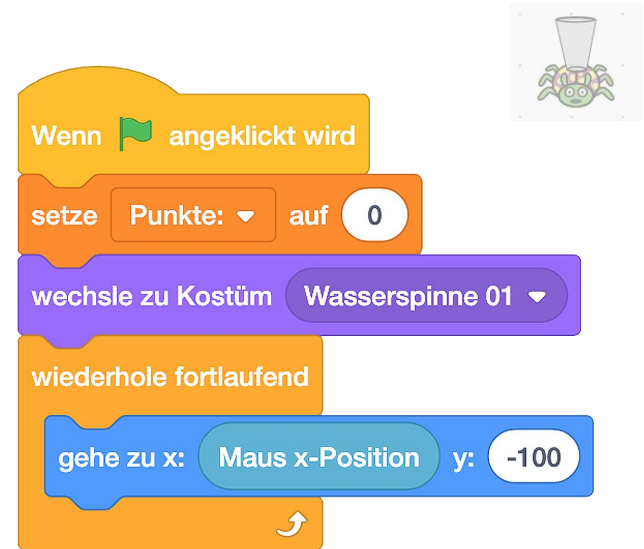 Wenn angeklickt wird
setze Punkte: auf 0
wechsle zu Kostüm Wasserspinne 01
wiederhole fortlaufend
gehe zu x: Maus x-Position y: -100